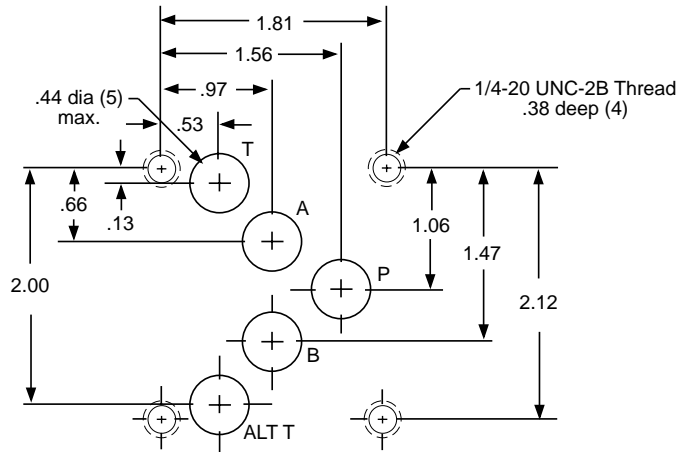 1.81
1.56
.97
.44 dia (5)
max.
.53
1/4-20 UNC-2B Thread
.38 deep (4)
T
.66
.13
A
1.06
1.47
P
2.00
2.12
B
ALT T